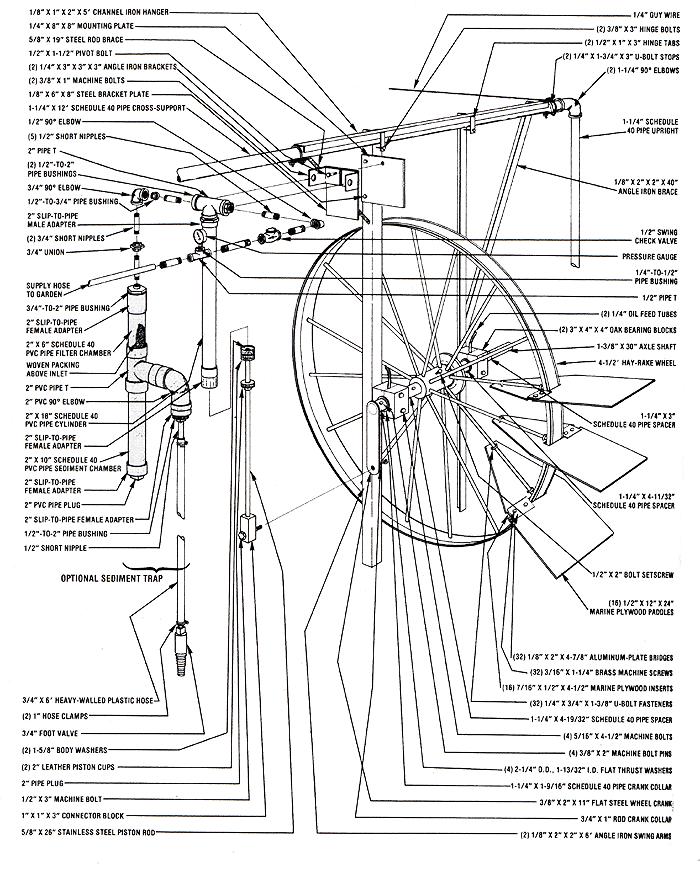 1/8" X 1" X 2" X 5' CHANNEL IRON HANGER
1/4" X 8" X 8" MOUNTING PLATE
5/8" X 19" STEEL ROD BRACE
1/2" X 1-1/2" PIVOT BOLT
(2) 1/4" X 3" X 3" X 3" ANGLE IRON BRACKETS
(2) 3/8" X 1" MACHINE BOLTS
1/8" X 6" X 8" STEEL BRACKET PLATE
1-1/4" X 12' SCHEDULE 40 PIPE CROSS-SUPPORT
1/2" 90° ELBOW
(5) 1/2" SHORT NIPPLES
2" PIPE T
(2) 1/2"-TO-2"
PIPE BUSHINGS
3/4" 90° ELBOW
1/2"-TO-3/4" PIPE BUSHING
2" SLIP-TO-PIPE
MALE ADAPTER
(2) 3/4" SHORT NIPPLES
3/4" UNION
SUPPLY HOSE
TO GARDEN
3/4"-TO-2" PIPE BUSHING
2" SLIP-TO-PIPE
FEMALE ADAPTER
2" X 6" SCHEDULE 40
PVC PIPE FILTER CHAMBER
WOVEN PACKING
ABOVE INLET
2" PVC PIPE T
2" PVC 90° ELBOW
2" X 18" SCHEDULE 40
PVC PIPE CYLINDER
2" SLIP-TO-PIPE
FEMALE ADAPTER
2" X 10" SCHEDULE 40
PVC PIPE SEDIMENT CHAMBER
2" SLIP-TO-PIPE
FEMALE ADAPTER
2" PVC PIPE PLUG
2" SLIP-TO-PIPE FEMALE ADAPTER
1/2"-TO-2" PIPE BUSHING
1/2" SHORT NIPPLE
OPTIONAL SEDIMENT TRAP
3/4" X 6' HEAVY-WALLED PLASTIC HOSE
(2) 1" HOSE CLAMPS
3/4" FOOT VALVE
(2) 1-5/8" BODY WASHERS
(2) 2" LEATHER PISTON CUPS
2" PIPE PLUG
1/2" X 3" MACHINE BOLT
1" X 1" X 3" CONNECTOR BLOCK
5/8" X 26" STAINLESS STEEL PISTON ROD
1/4" GUY WIRE
(2) 3/8" X 3" HINGE BOLTS
(2) 1/2" X 1" X 3" HINGE TABS
(2) 1/4" X 1-3/4" X 3" U-BOLT STOPS
(2) 1-1/4" 90° ELBOWS
1-1/4" SCHEDULE
40 PIPE UPRIGHT
1/8" X 2" X 2" X 40"
ANGLE IRON BRACE
1/2" SWING
CHECK VALVE
PRESSURE GAUGE
1/4"-TO-1/2"
PIPE BUSHING
1/2" PIPE T
(2) 1/4" OIL FEED TUBES
(2) 3" X 4" X 4" OAK BEARING BLOCKS
1-3/8" X 30" AXLE SHAFT
4-1/2' HAY-RAKE WHEEL
1-1/4" X 3"
SCHEDULE 40 PIPE SPACER
1-1/4" X 4-11/32"
SCHEDULE 40 PIPE SPACER
1/2" X 2" BOLT SETSCREW
(16) 1/2" X 12" X 24"
MARINE PLYWOOD PADDLES
(32) 1/8" X 2" X 4-7/8" ALUMINUM-PLATE BRIDGES
(32) 3/16" X 1-1/4" BRASS MACHINE SCREWS
(16) 7/16" X 1/2" X 4-1/2" MARINE PLYWOOD INSERTS
(32) 1/4" X 3/4" X 1-3/8" U-BOLT FASTENERS
1-1/4" X 4-19/32" SCHEDULE 40 PIPE SPACER
(4) 5/16" X 4-1/2" MACHINE BOLTS
(4) 3/8" X 2" MACHINE BOLT PINS
(4) 2-1/4" O.D., 1-13/32" I.D. FLAT THRUST WASHERS
1-1/4" X 1-9/16" SCHEDULE 40 PIPE CRANK COLLAR
3/8" X 2" X 11" FLAT STEEL WHEEL CRANK
3/4" X 1" ROD CRANK COLLAR
(2) 1/8" X 2" X 2" X 6' ANGLE IRON SWING ARMS